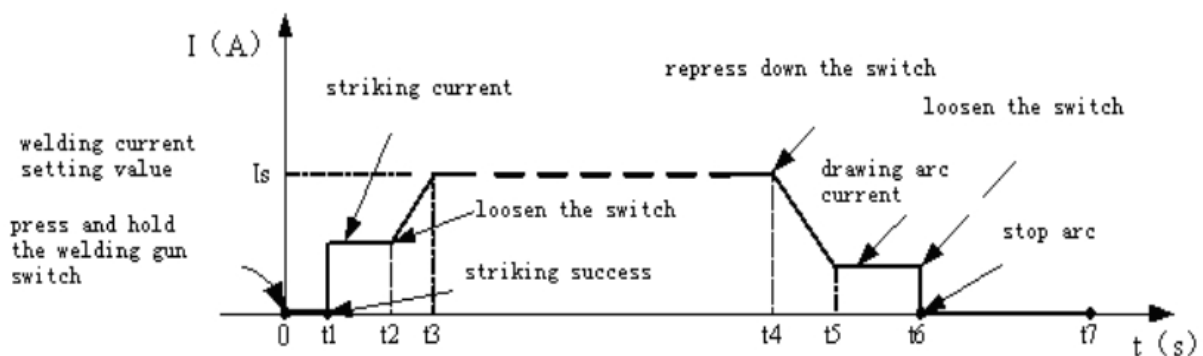 I (A)
repress down the switch
striking current
loosen the switch
welding current
setting value
Is
drawing arc
current
press and hold
the welding gun
switch
loosen the switch
stop arc
striking success
0 t1 t2 t3 t4 t5 t6 t7
t (s)